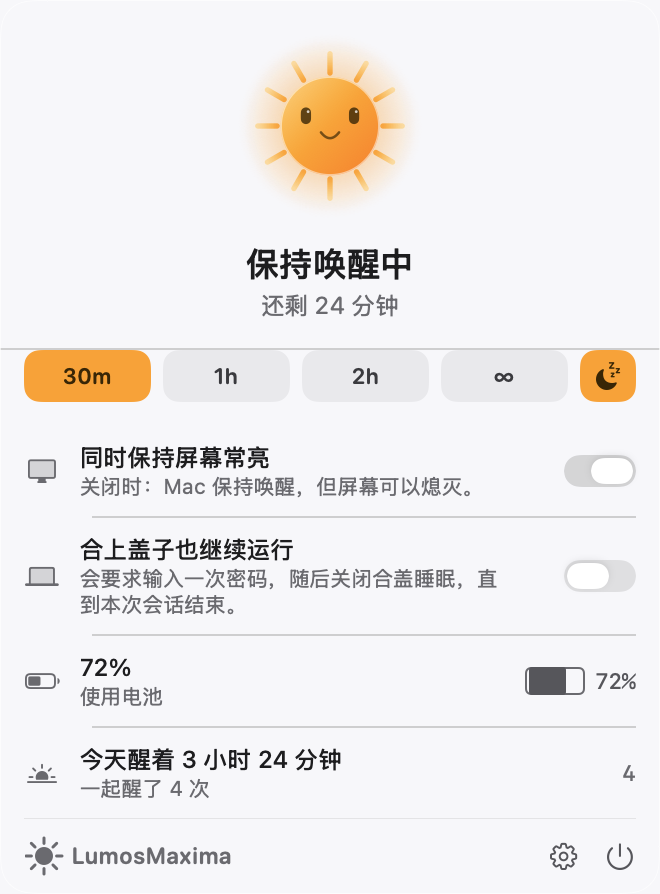 保持唤醒中
还剩 24 分钟
30m
1h
2h
∞
zzz
同时保持屏幕常亮
关闭时：Mac 保持唤醒，但屏幕可以熄灭。
合上盖子也继续运行
会要求输入一次密码，随后关闭合盖睡眠，直
到本次会话结束。
72%
使用电池
72%
今天醒着 3 小时 24 分钟
一起醒了 4 次
4
LumosMaxima